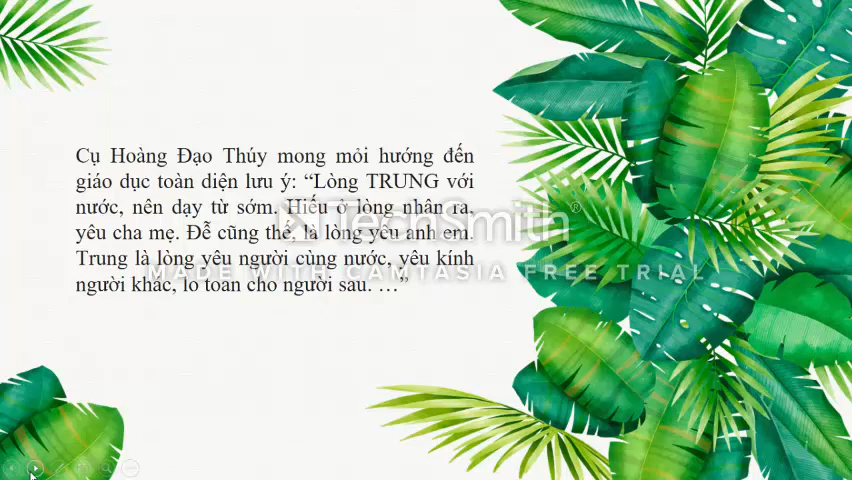 Cụ Hoàng Đạo Thúy mong mỏi hướng đến
giáo dục toàn diện lưu ý: “Lòng TRUNG với
nước, nên dạy từ sớm. Hiếu ở lòng nhân ra,
yêu cha mẹ. Đễ cũng thế, là lòng yêu anh em.
Trung là lòng yêu người cùng nước, yêu kính
người khác, lo toan cho người sau. …”
TechSmith®
MADE WITH CAMTASIA FREE TRIAL